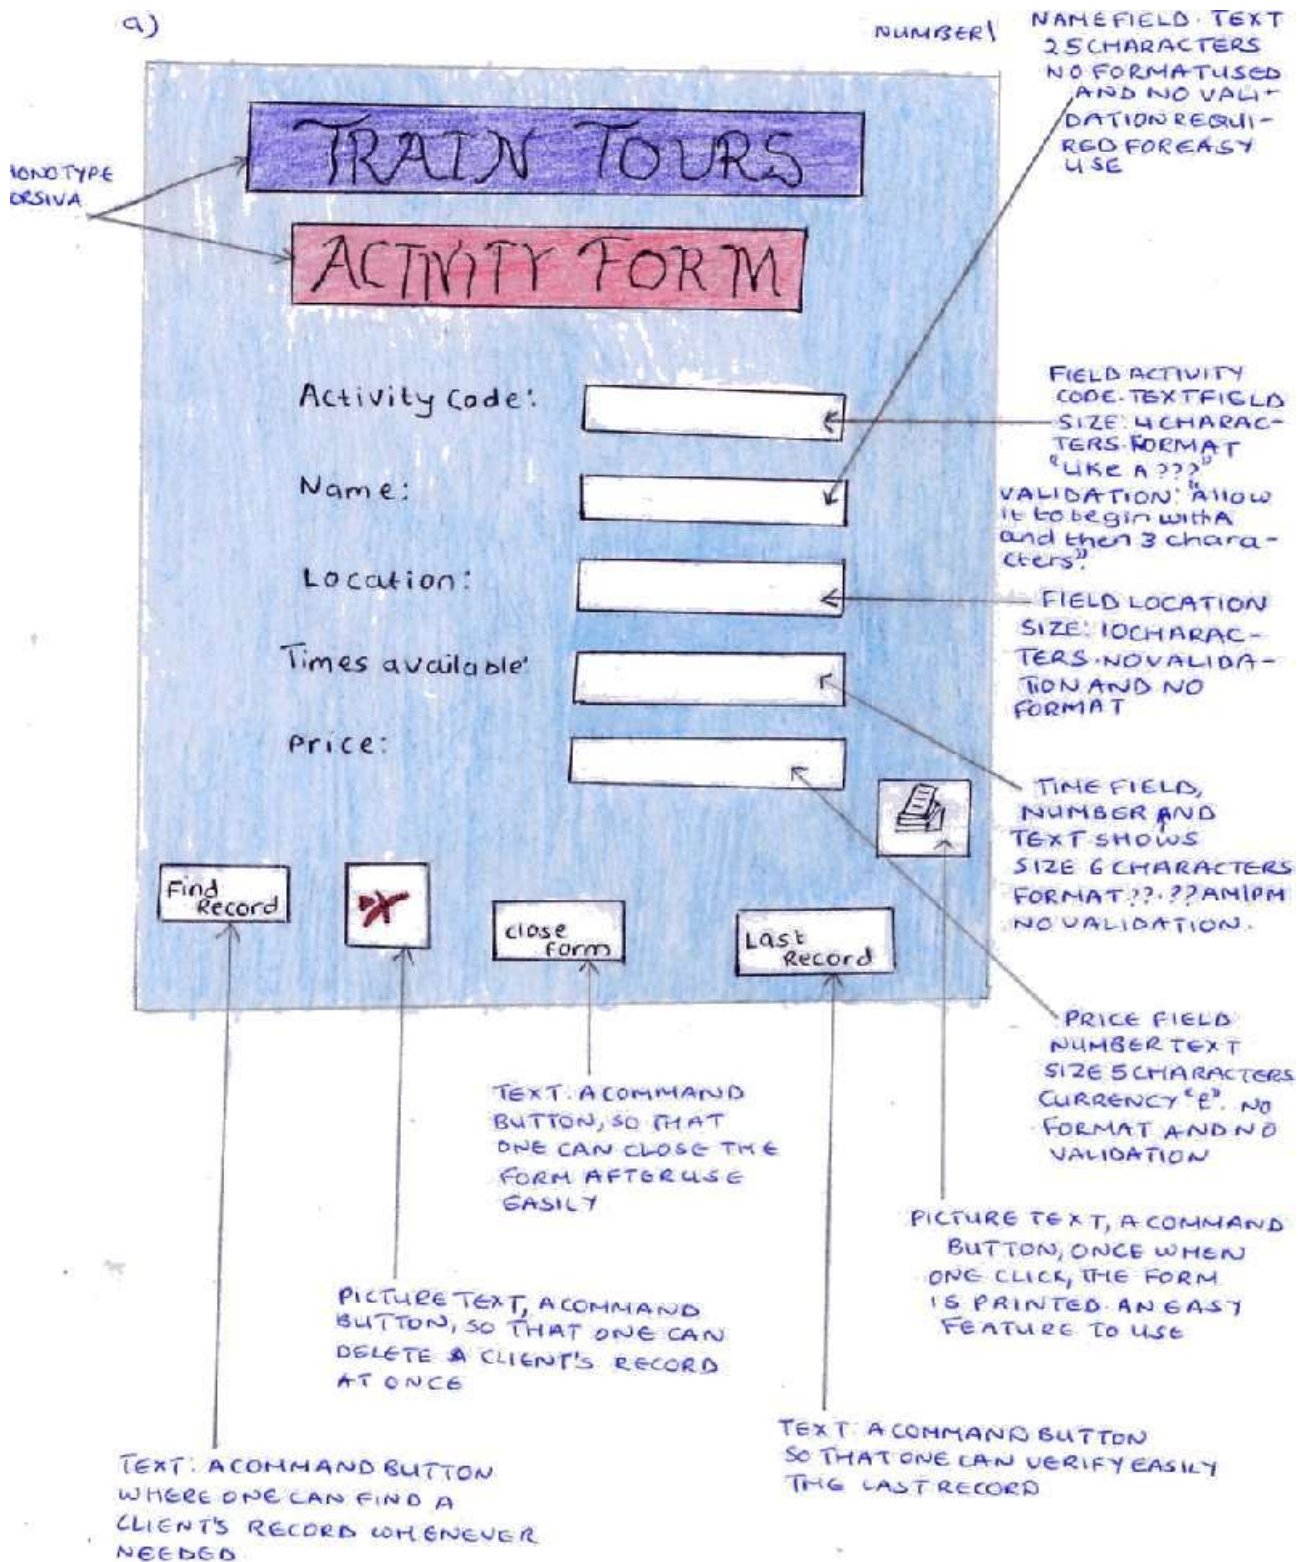 a)
NUMBER1
NAME FIELD. TEXT
25 CHARACTERS
NO FORMAT USED
AND NO VALI-
DATION REQUI-
RED FOR EASY
USE
TRAIN TOURS
MONOTYPE
CORSIVA
ACTIVITY FORM
Activity Code:
FIELD ACTIVITY
CODE. TEXT FIELD
SIZE: 4 CHARAC-
TERS. FORMAT
"LIKE A???"
VALIDATION: "Allow
it to begin with A
and then 3 chara-
cters"
Name:
Location:
FIELD LOCATION
SIZE: 10 CHARAC-
TERS. NO VALIDA-
TION AND NO
FORMAT
Times available:
TIME FIELD,
NUMBER AND
TEXT SHOWS
SIZE 6 CHARACTERS
FORMAT ??.?? AM|PM
NO VALIDATION.
Price:
PRICE FIELD
NUMBER TEXT
SIZE 5 CHARACTERS
CURRENCY "€". NO
FORMAT AND NO
VALIDATION
Find
Record
Close
Form
Last
Record
TEXT: A COMMAND
BUTTON, SO THAT
ONE CAN CLOSE THE
FORM AFTER USE
EASILY
PICTURE TEXT, A COMMAND
BUTTON, ONCE WHEN
ONE CLICK, THE FORM
IS PRINTED. AN EASY
FEATURE TO USE
PICTURE TEXT, A COMMAND
BUTTON, SO THAT ONE CAN
DELETE A CLIENT'S RECORD
AT ONCE
TEXT: A COMMAND BUTTON
SO THAT ONE CAN VERIFY EASILY
THE LAST RECORD
TEXT: A COMMAND BUTTON
WHERE ONE CAN FIND A
CLIENT'S RECORD WHENEVER
NEEDED